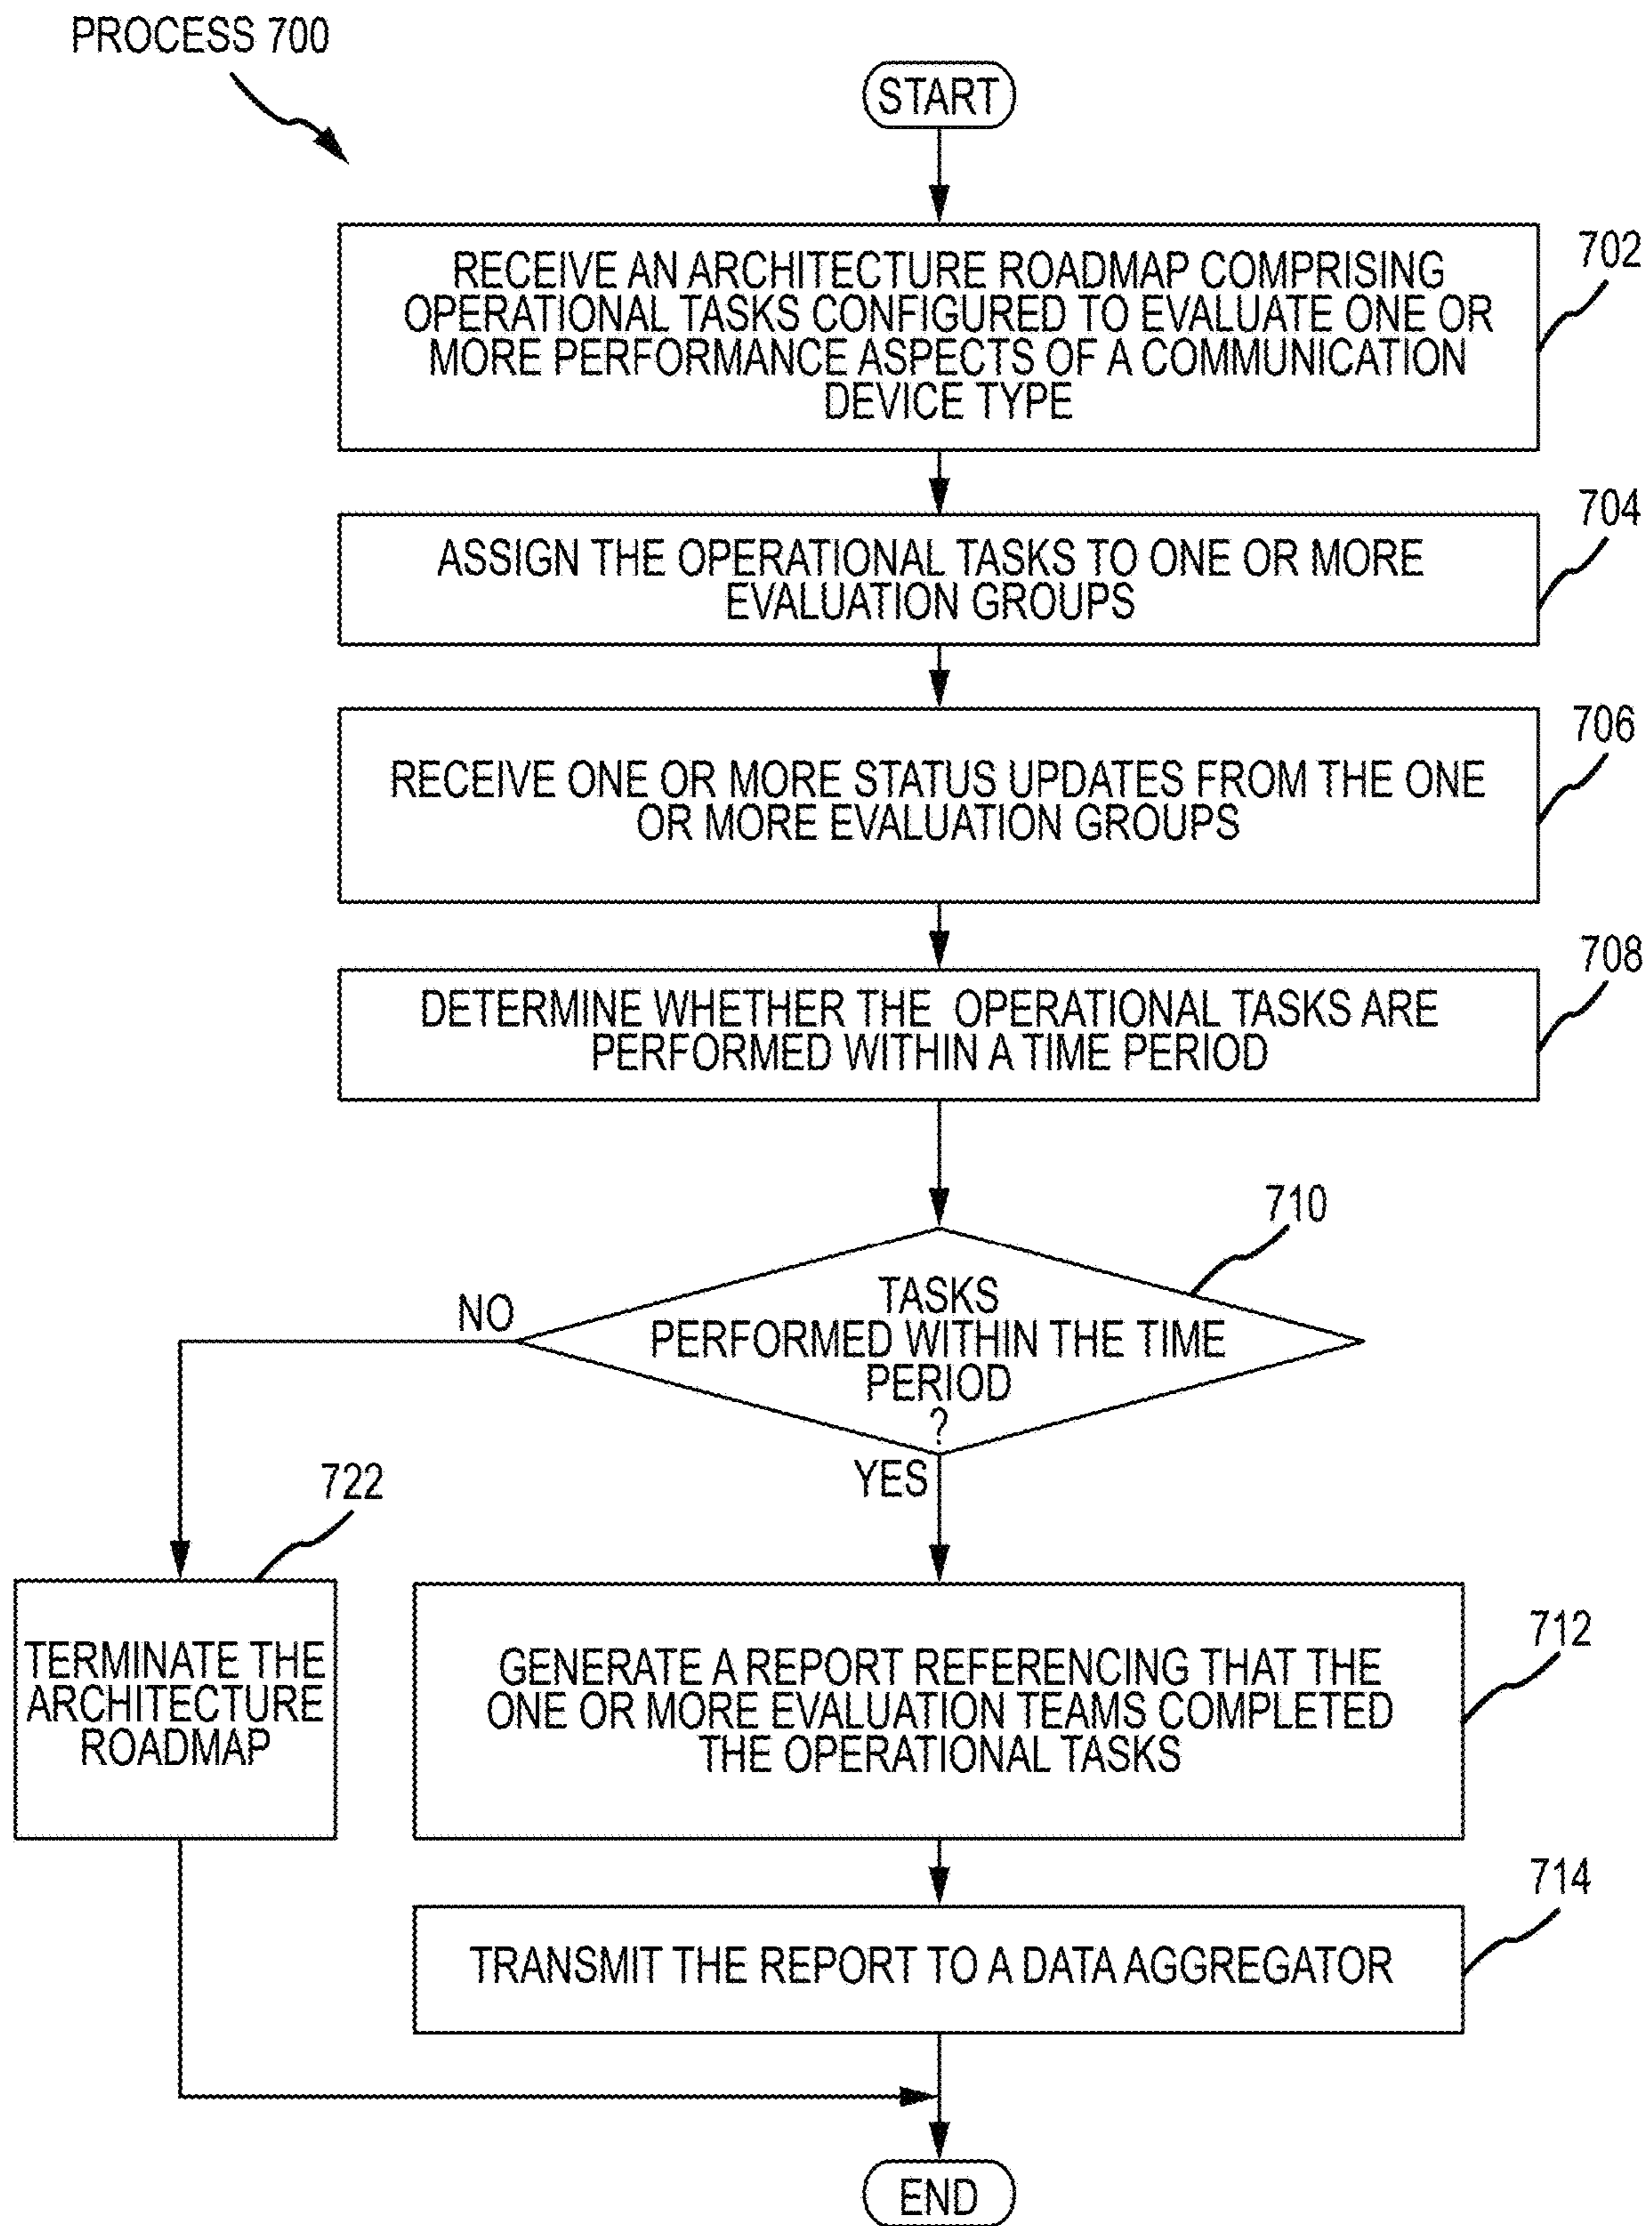 PROCESS 700
START
RECEIVE AN ARCHITECTURE ROADMAP COMPRISING
OPERATIONAL TASKS CONFIGURED TO EVALUATE ONE OR
MORE PERFORMANCE ASPECTS OF A COMMUNICATION
DEVICE TYPE
702
ASSIGN THE OPERATIONAL TASKS TO ONE OR MORE
EVALUATION GROUPS
704
RECEIVE ONE OR MORE STATUS UPDATES FROM THE ONE
OR MORE EVALUATION GROUPS
706
DETERMINE WHETHER THE OPERATIONAL TASKS ARE
PERFORMED WITHIN A TIME PERIOD
708
710
TASKS
PERFORMED WITHIN THE TIME
PERIOD
?
NO
YES
722
TERMINATE THE
ARCHITECTURE
ROADMAP
GENERATE A REPORT REFERENCING THAT THE
ONE OR MORE EVALUATION TEAMS COMPLETED
THE OPERATIONAL TASKS
712
TRANSMIT THE REPORT TO A DATA AGGREGATOR
714
END